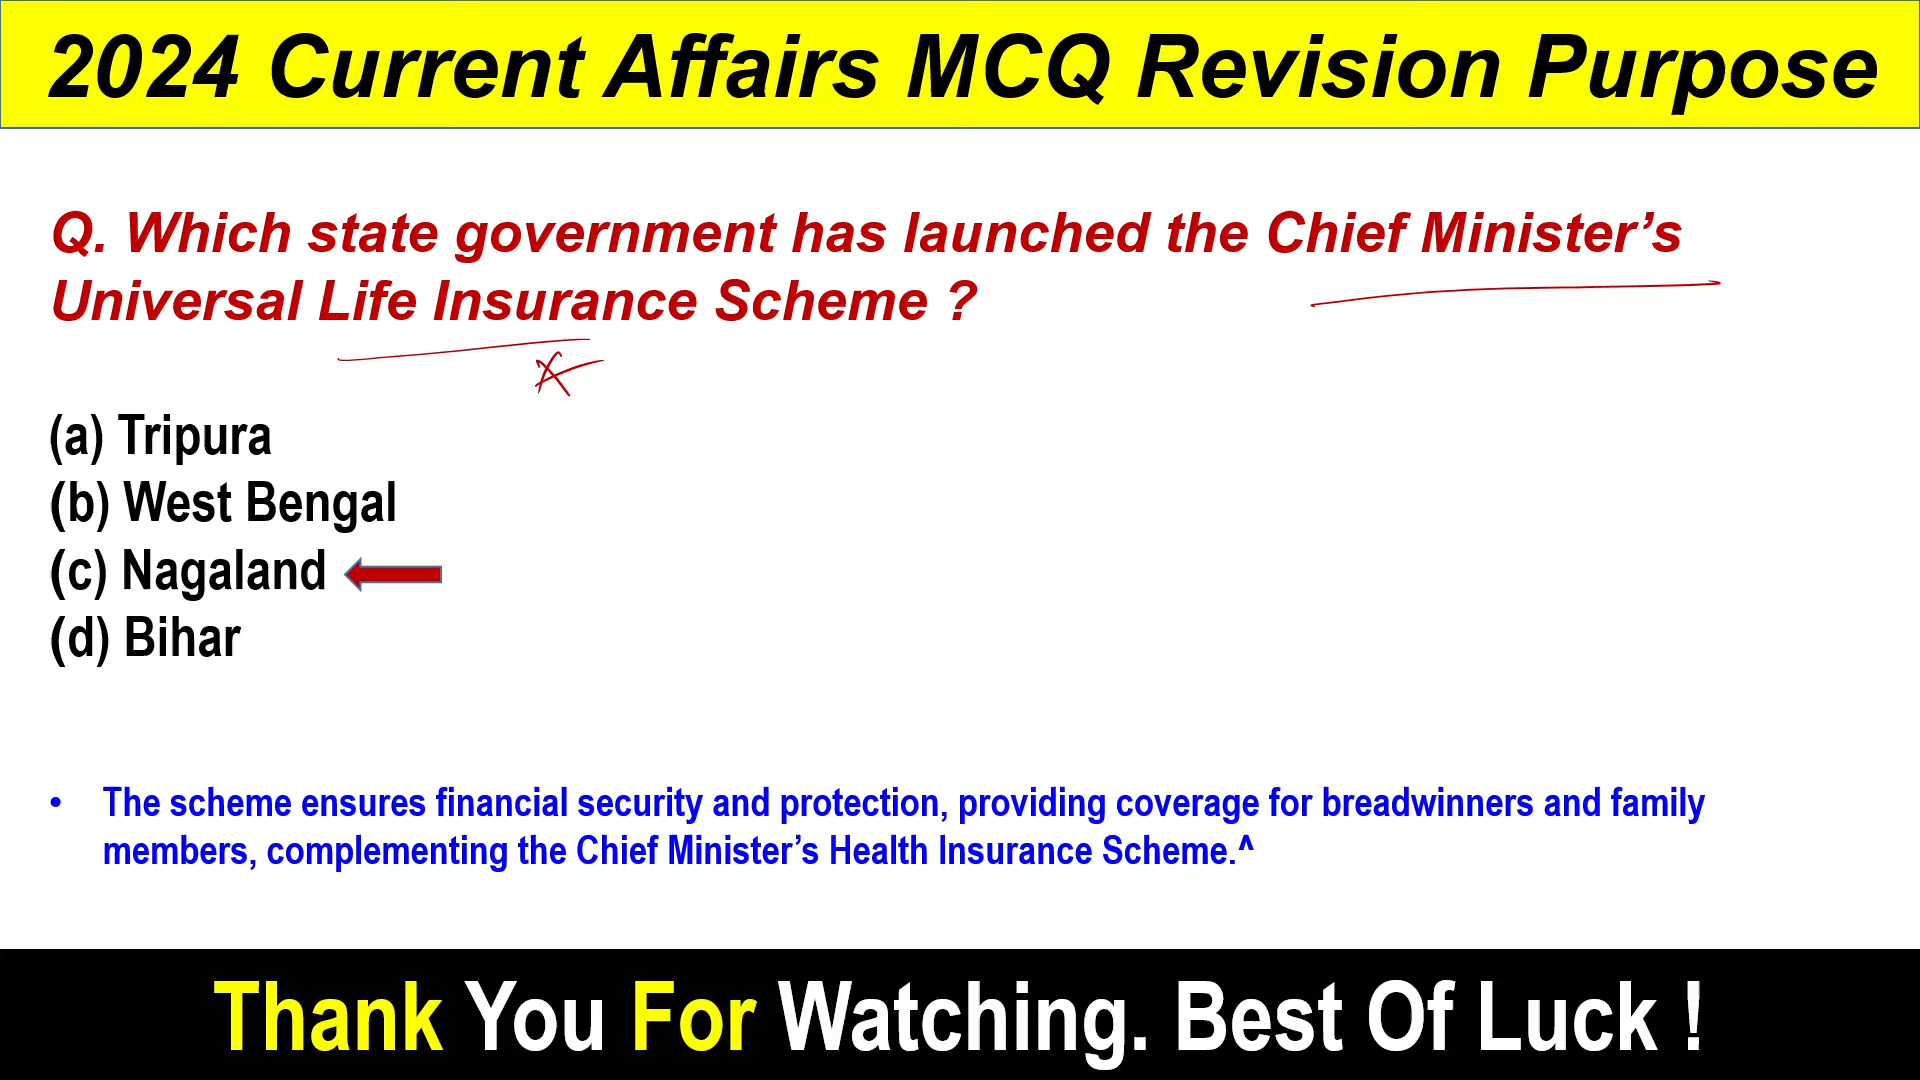 2024 Current Affairs MCQ Revision Purpose
Q. Which state government has launched the Chief Minister’s
Universal Life Insurance Scheme ?
(a) Tripura
(b) West Bengal
(c) Nagaland
(d) Bihar
• The scheme ensures financial security and protection, providing coverage for breadwinners and family
members, complementing the Chief Minister’s Health Insurance Scheme.^
Thank You For Watching. Best Of Luck !